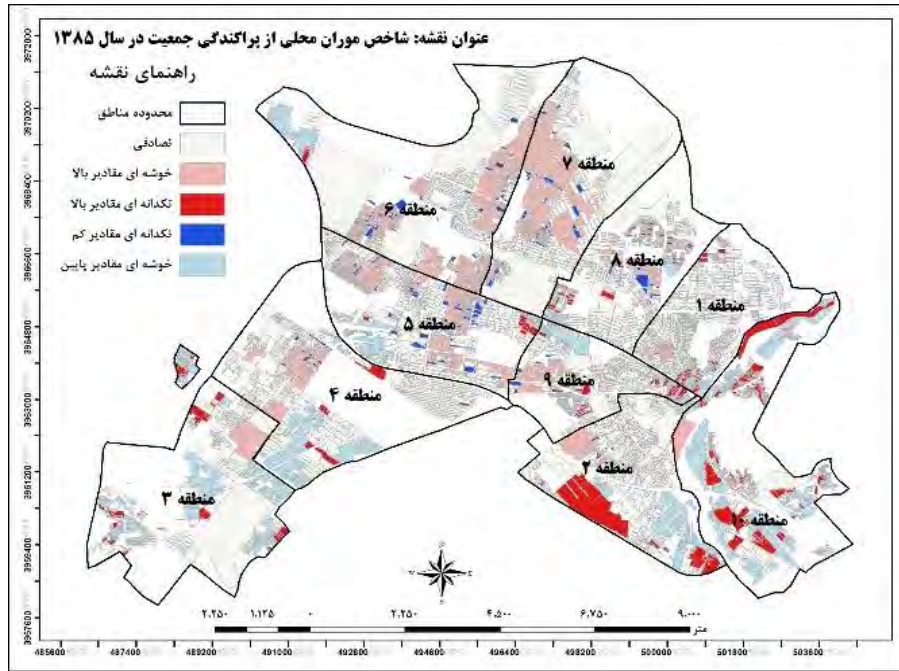 عنوان نقشه: شاخص موران محلی از پراکندگی جمعیت در سال ۱۳۸۵
راهنمای نقشه
محدوده مناطق
تصادفی
خوشه ای مقادیر بالا
تکدانه ای مقادیر بالا
تکدانه ای مقادیر کم
خوشه ای مقادیر پایین
منطقه ۷
منطقه ۶
منطقه ۸
منطقه ۱
منطقه ۵
منطقه ۹
منطقه ۴
منطقه ۲
منطقه ۳
منطقه ۱۰
۲.۲۵۰ ۱.۱۲۵ ۰ ۲.۲۵۰ ۴.۵۰۰ ۶.۷۵۰ ۹.۰۰۰
متر
3972000
3970200
3968400
3966600
3964800
3963000
3961200
3959400
3957600
485600 487400 489200 491000 492800 494600 496400 498200 500000 501800 503600